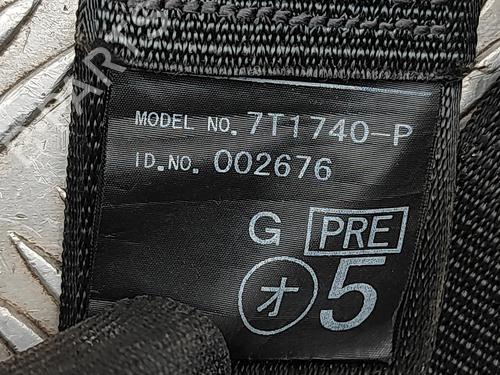 MODEL NO. 7T1740-P
ID.NO. 002676
G PRE
オ 5